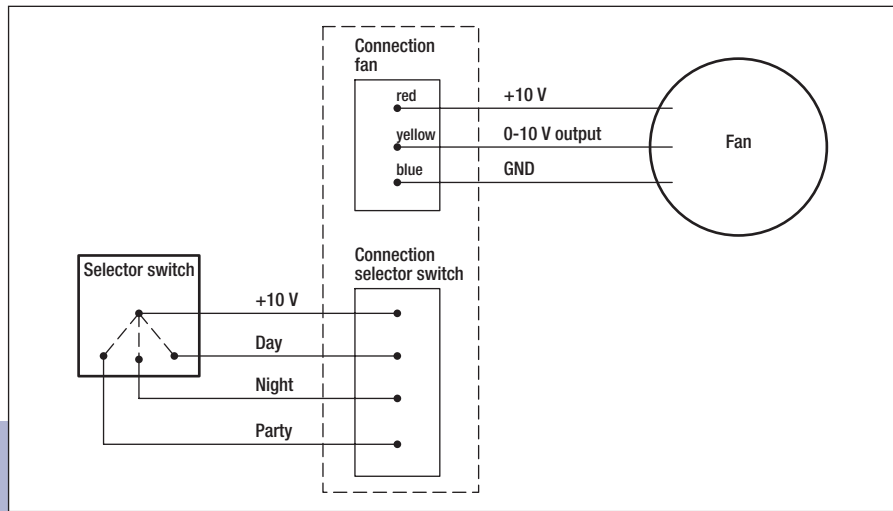 Connection
fan
red
+10 V
yellow
0-10 V output
Fan
blue
GND
Connection
selector switch
Selector switch
+10 V
Day
Night
Party